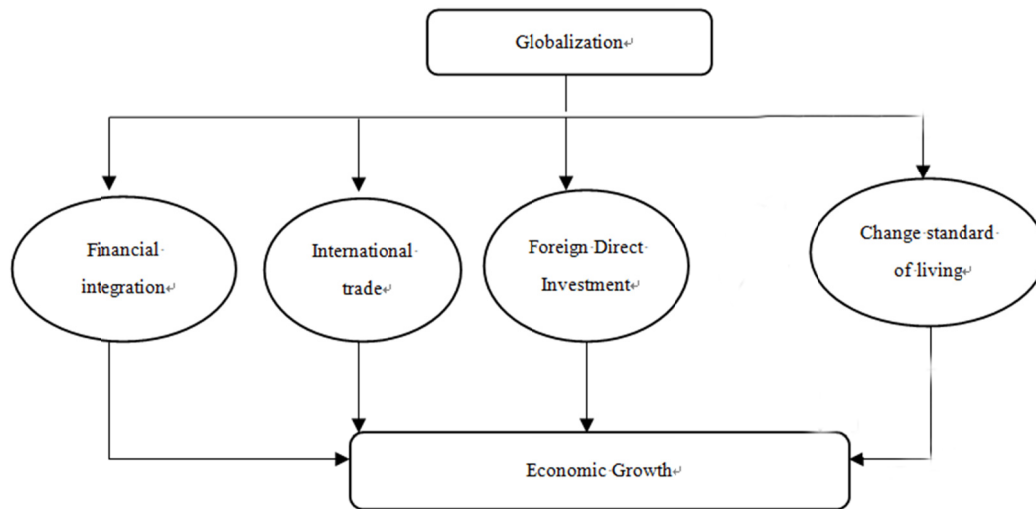 Globalization
Financial
integration
International
trade
Foreign Direct
Investment
Change standard
of living
Economic Growth